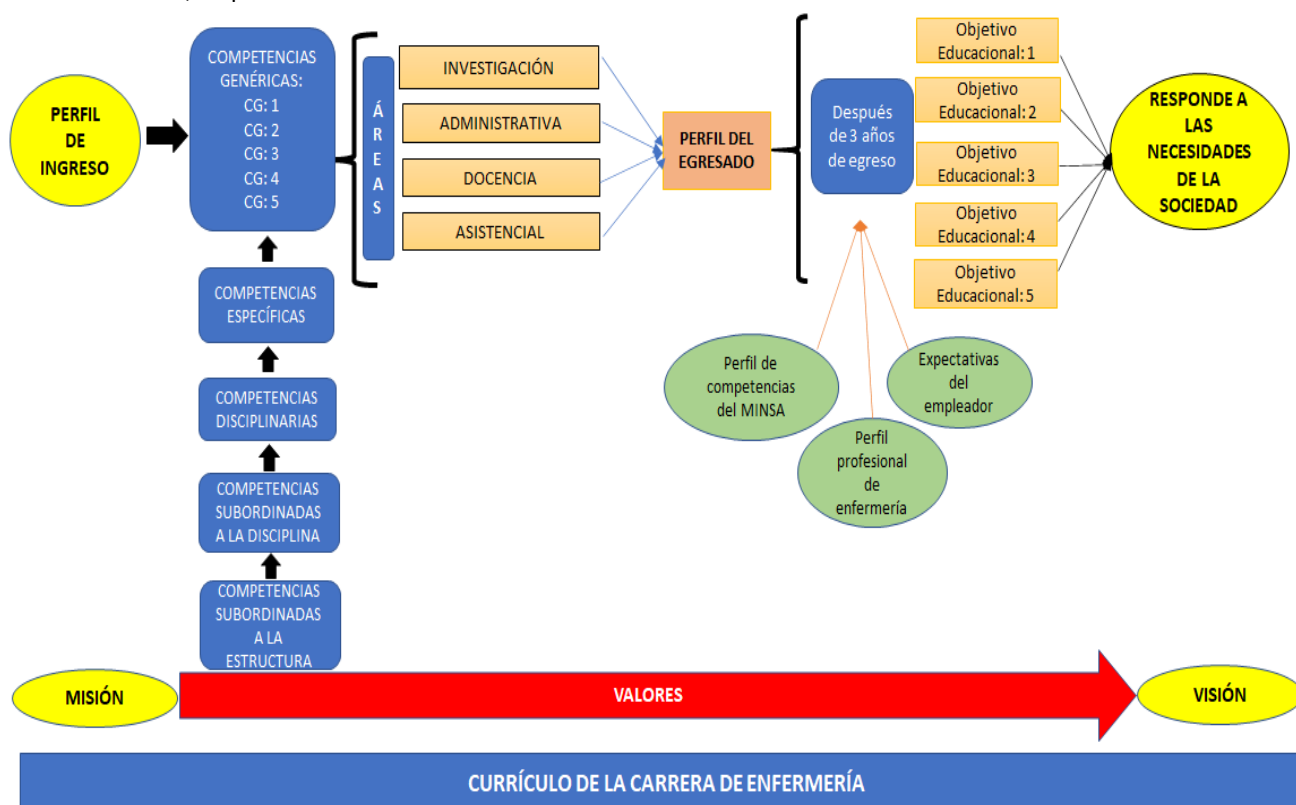 PERFIL
DE
INGRESO
COMPETENCIAS
GENÉRICAS:
CG: 1
CG: 2
CG: 3
CG: 4
CG: 5
COMPETENCIAS
ESPECÍFICAS
COMPETENCIAS
DISCIPLINARIAS
COMPETENCIAS
SUBORDINADAS
A LA DISCIPLINA
COMPETENCIAS
SUBORDINADAS
A LA
ESTRUCTURA
Á
R
E
A
S
INVESTIGACIÓN
ADMINISTRATIVA
DOCENCIA
ASISTENCIAL
PERFIL DEL
EGRESADO
Después
de 3 años
de egreso
Objetivo
Educacional: 1
Objetivo
Educacional: 2
Objetivo
Educacional: 3
Objetivo
Educacional: 4
Objetivo
Educacional: 5
RESPONDE A
LAS
NECESIDADES
DE LA
SOCIEDAD
Perfil de
competencias
del MINSA
Perfil
profesional
de
enfermería
Expectativas
del
empleador
MISIÓN
VALORES
VISIÓN
CURRÍCULO DE LA CARRERA DE ENFERMERÍA